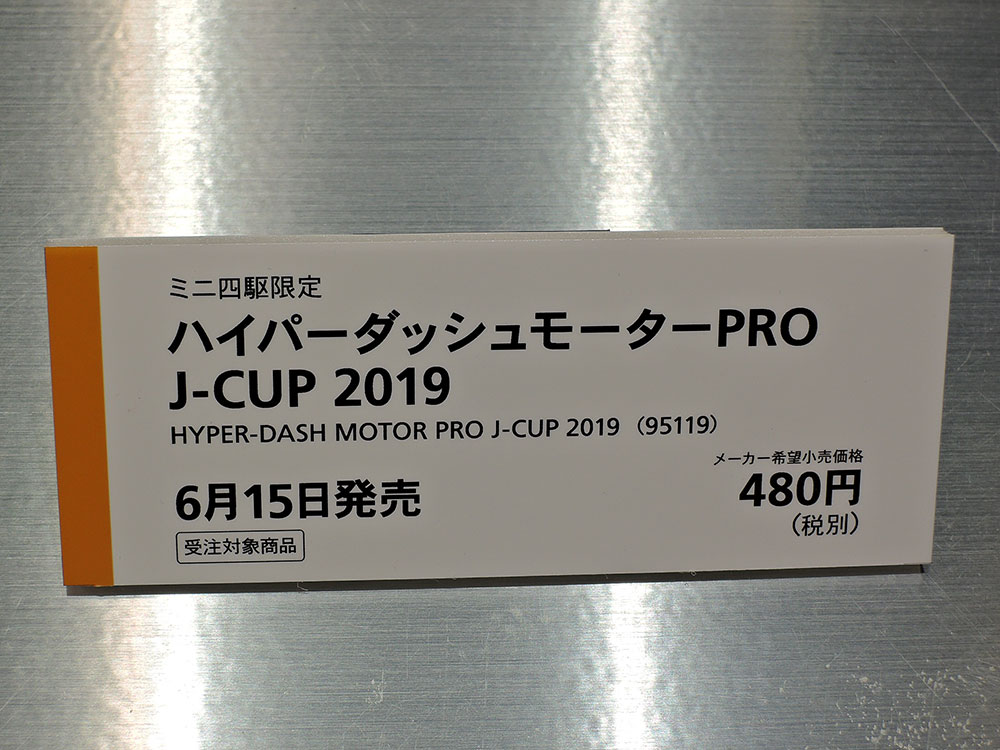 ミニ四駆限定
ハイパーダッシュモーターPRO
J-CUP 2019
HYPER-DASH MOTOR PRO J-CUP 2019（95119）
メーカー希望小売価格
6月15日発売
480円
（税別）
受注対象商品